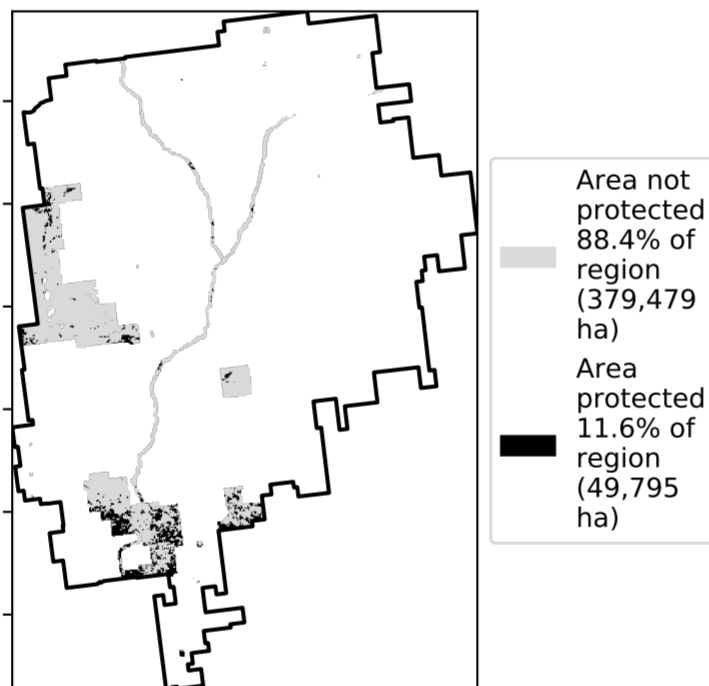 Area not
protected
88.4% of
region
(379,479
ha)
Area
protected
11.6% of
region
(49,795
ha)